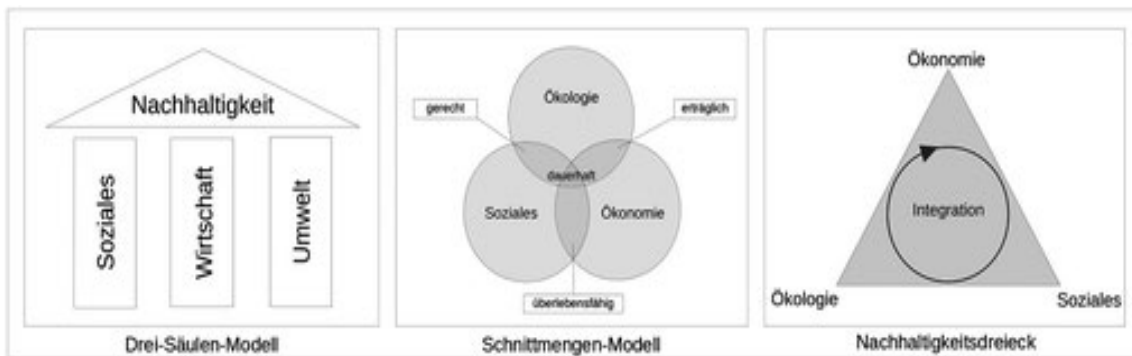 Nachhaltigkeit
Soziales
Wirtschaft
Umwelt
Drei-Säulen-Modell
Ökologie
gerecht
erträglich
dauerhaft
Soziales
Ökonomie
überlebensfähig
Schnittmengen-Modell
Ökonomie
Integration
Ökologie
Soziales
Nachhaltigkeitsdreieck